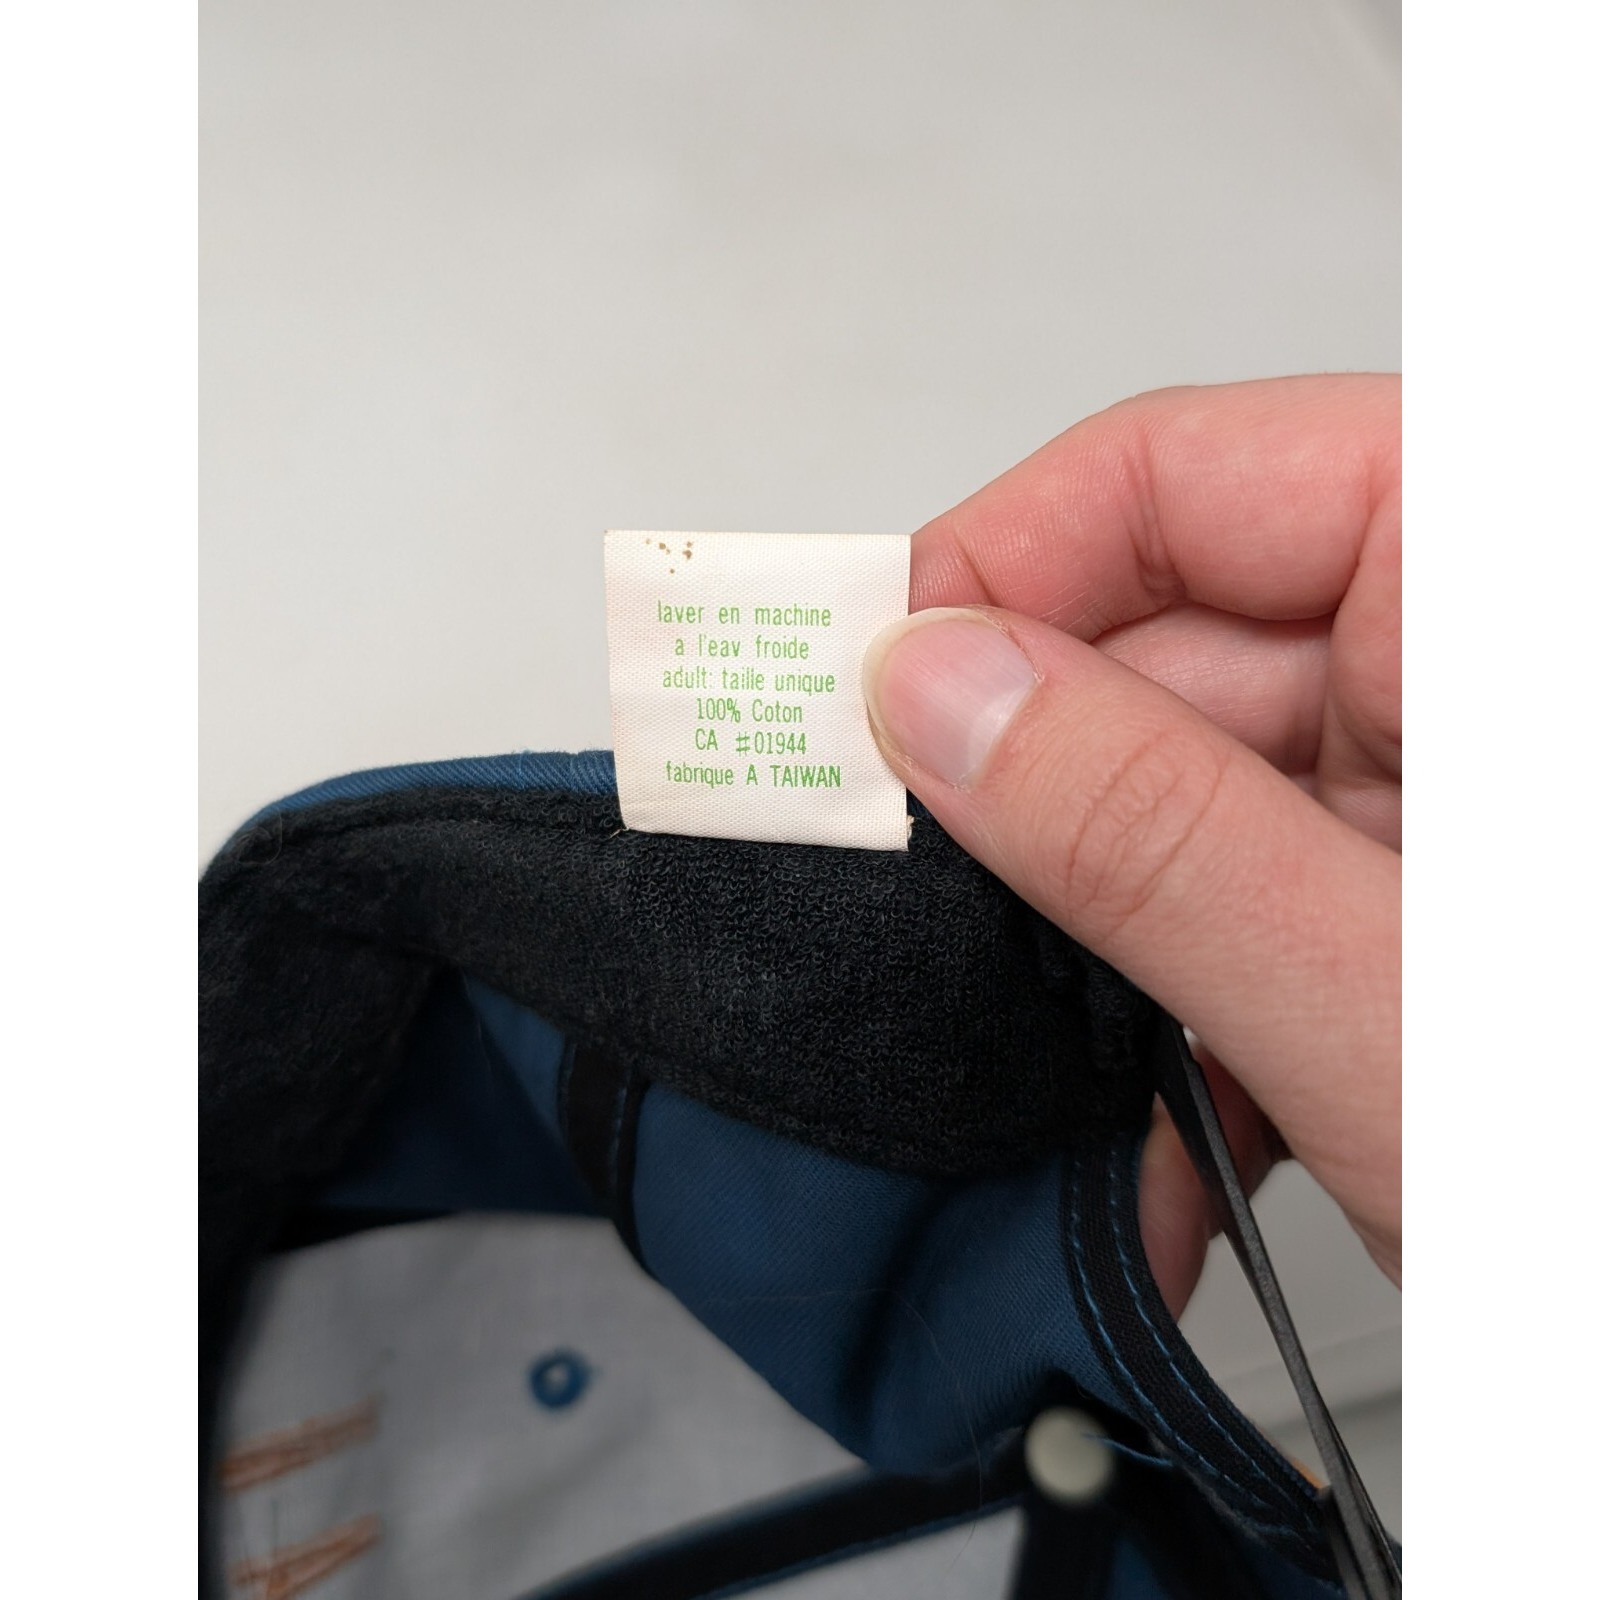 laver en machine
a l'eav froide
adult: taille unique
100% Coton
CA #01944
fabrique A TAIWAN